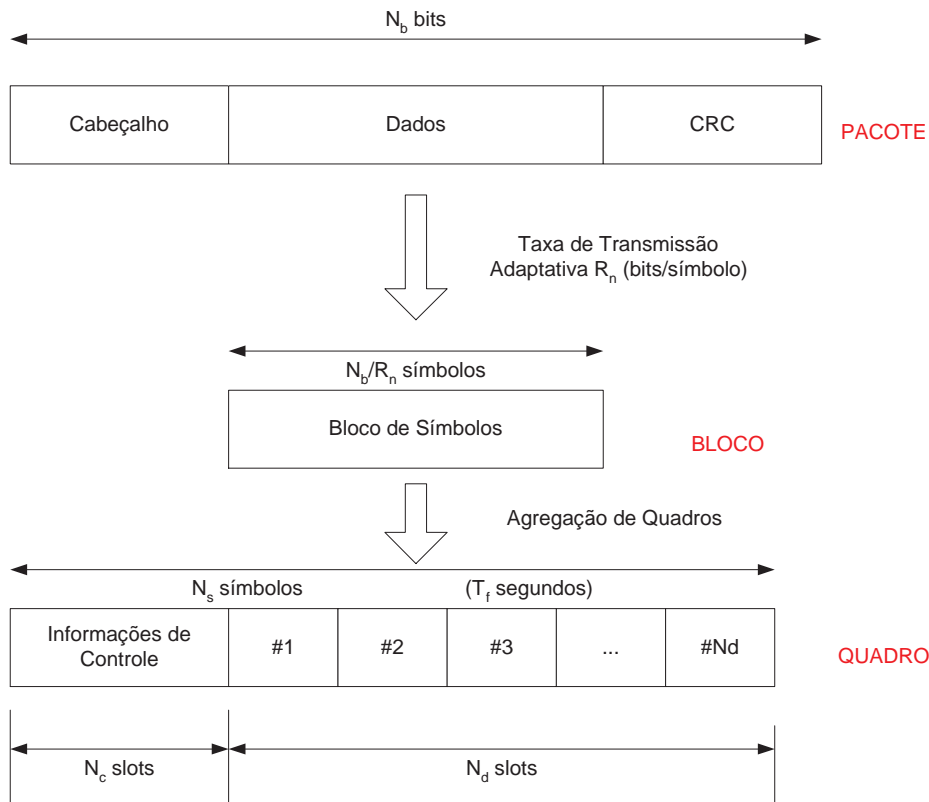 N_b bits
Cabeçalho
Dados
CRC
PACOTE
Taxa de Transmissão
Adaptativa R_n (bits/símbolo)
N_b/R_n símbolos
Bloco de Símbolos
BLOCO
Agregação de Quadros
N_s símbolos (T_f segundos)
Informações de
Controle
#1
#2
#3
...
#Nd
QUADRO
N_c slots
N_d slots